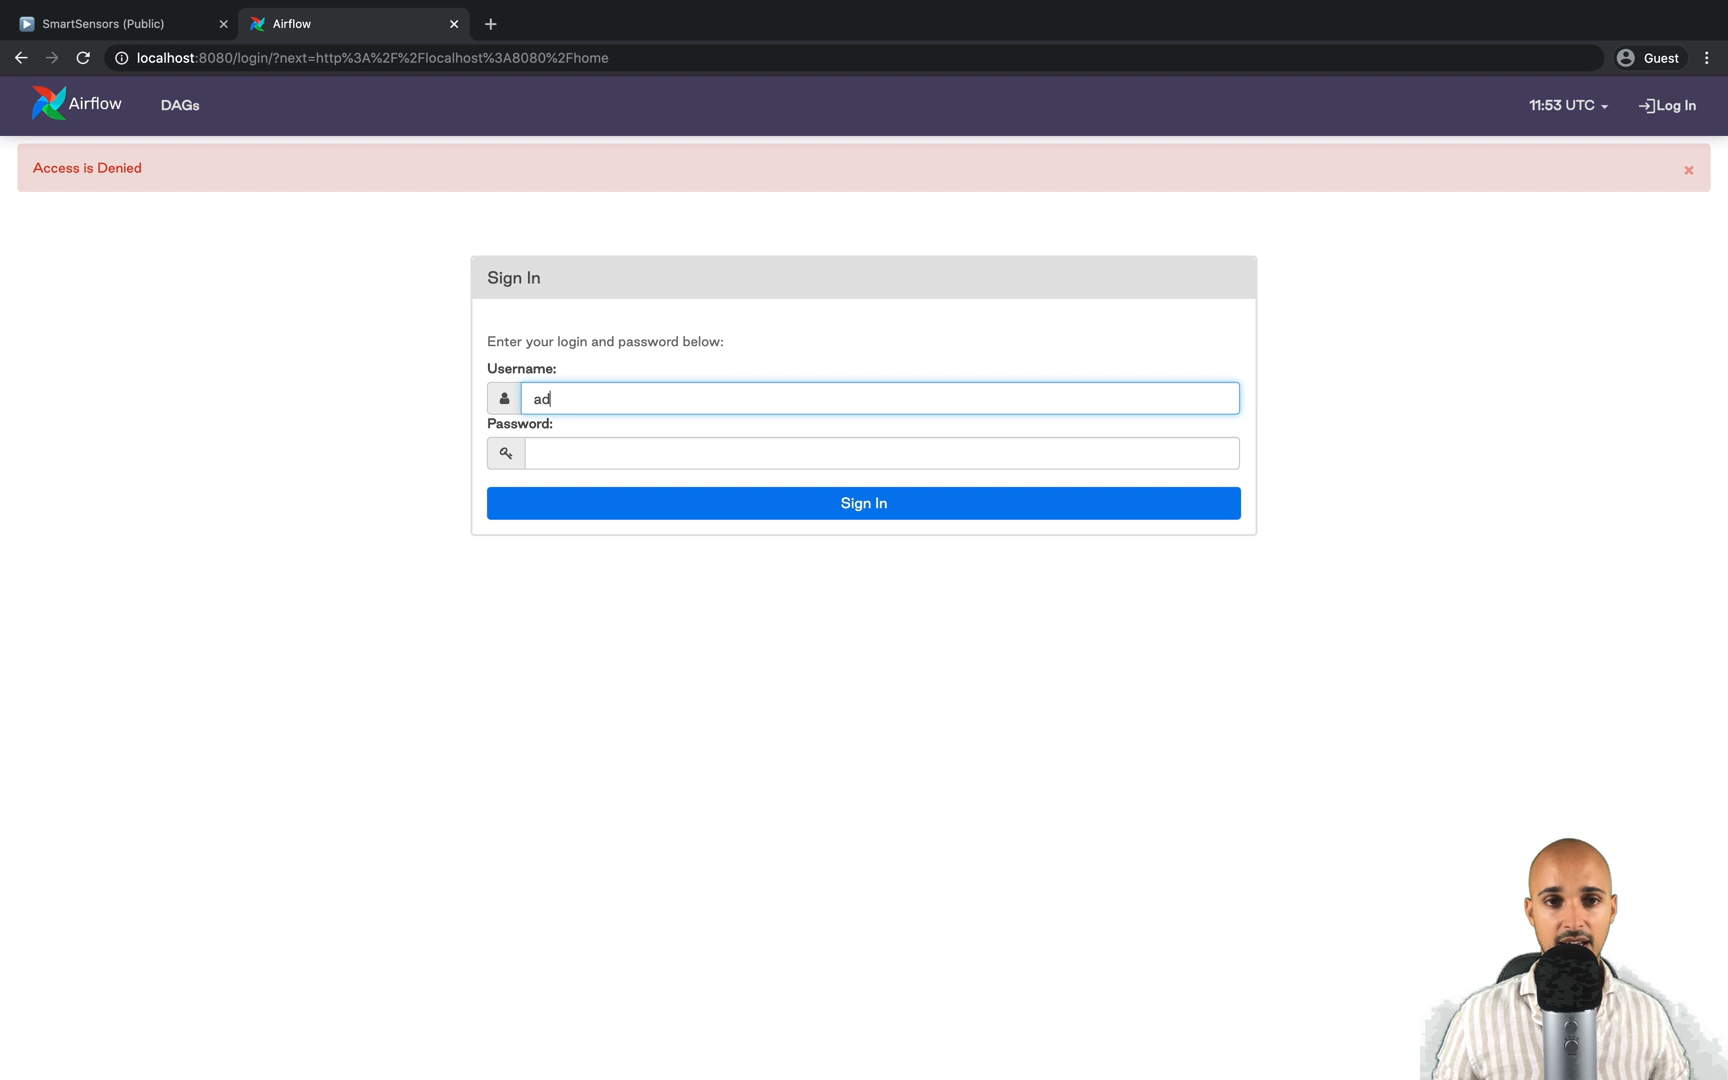 SmartSensors (Public)
Airflow
localhost:8080/login/?next=http%3A%2F%2Flocalhost%3A8080%2Fhome
Guest
Airflow
DAGs
11:53 UTC
Log In
Access is Denied
Sign In
Enter your login and password below:
Username:
ad
Password:
Sign In